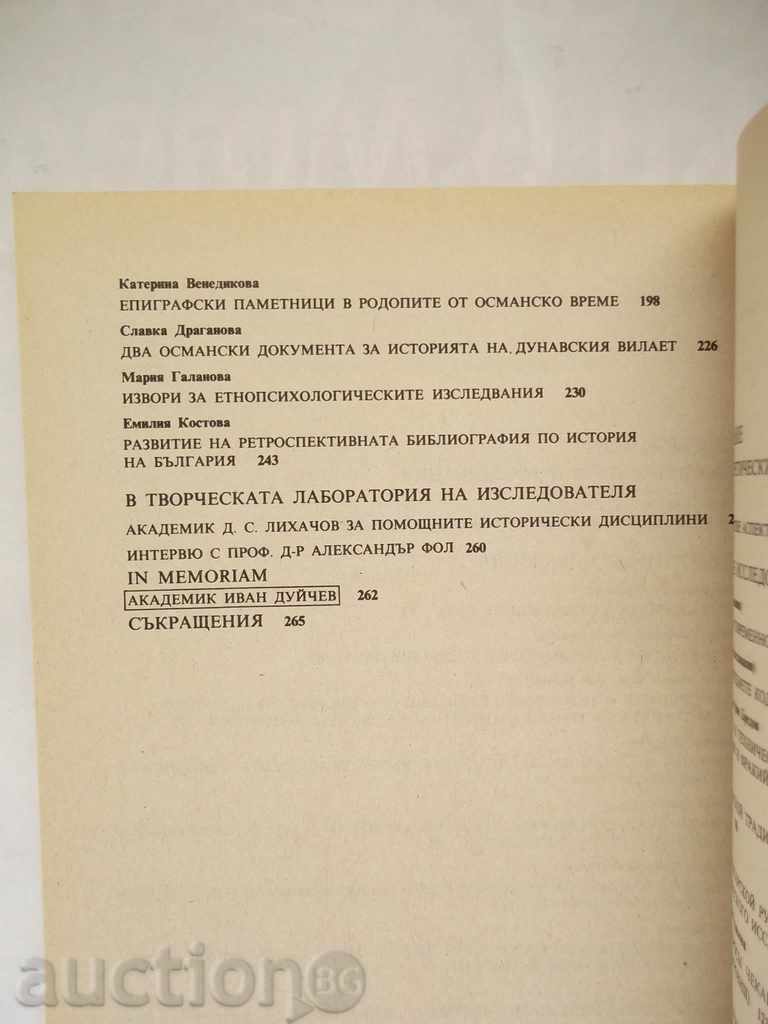 Катерина Венедикова
ЕПИГРАФСКИ ПАМЕТНИЦИ В РОДОПИТЕ ОТ ОСМАНСКО ВРЕМЕ 198
Славка Драганова
ДВА ОСМАНСКИ ДОКУМЕНТА ЗА ИСТОРИЯТА НА ДУНАВСКИЯ ВИЛАЕТ 226
Мария Галанова
ИЗВОРИ ЗА ЕТНОПСИХОЛОГИЧЕСКИТЕ ИЗСЛЕДВАНИЯ 230
Емилия Костова
РАЗВИТИЕ НА РЕТРОСПЕКТИВНАТА БИБЛИОГРАФИЯ ПО ИСТОРИЯ
НА БЪЛГАРИЯ 243
В ТВОРЧЕСКАТА ЛАБОРАТОРИЯ НА ИЗСЛЕДОВАТЕЛЯ
АКАДЕМИК Д. С. ЛИХАЧОВ ЗА ПОМОЩНИТЕ ИСТОРИЧЕСКИ ДИСЦИПЛИНИ 2
ИНТЕРВЮ С ПРОФ. Д-Р АЛЕКСАНДЪР ФОЛ 260
IN MEMORIAM
АКАДЕМИК ИВАН ДУЙЧЕВ 262
СЪКРАЩЕНИЯ 265
auctionBG